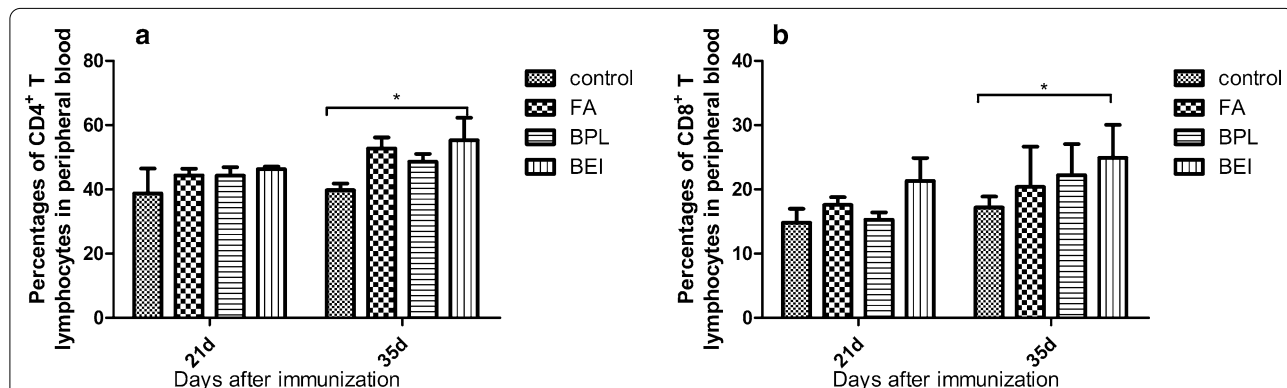 a
Percentages of CD4+ T
lymphocytes in peripheral blood
80
60
40
20
0
*
control
FA
BPL
BEI
21d
35d
Days after immunization
b
Percentages of CD8+ T
lymphocytes in peripheral blood
40
30
20
10
0
*
control
FA
BPL
BEI
21d
35d
Days after immunization